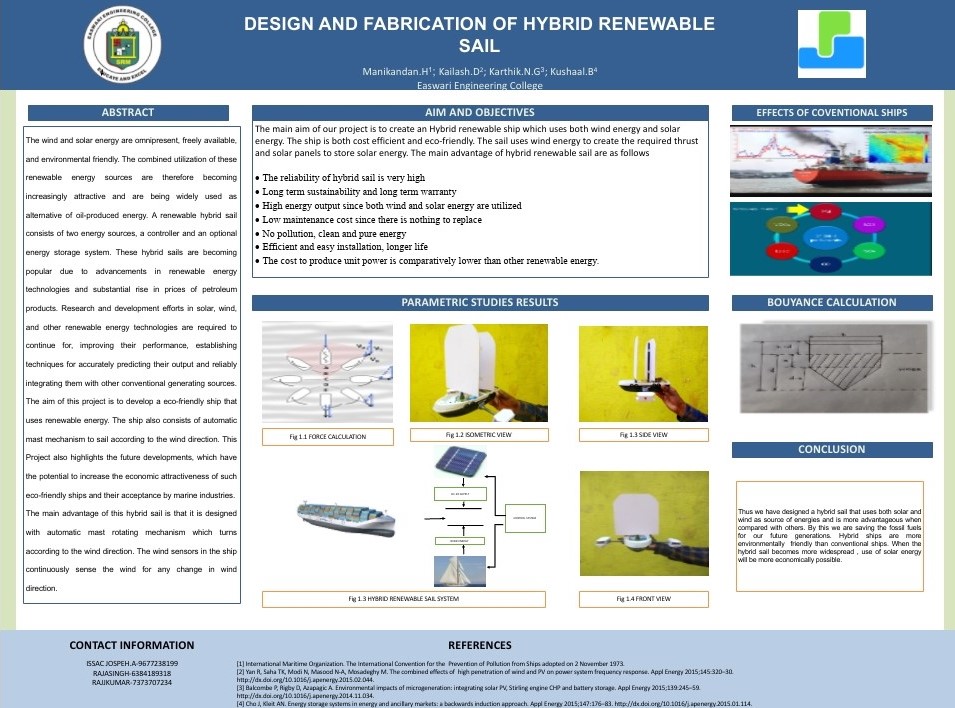 DESIGN AND FABRICATION OF HYBRID RENEWABLE
SAIL
Manikandan.H1; Kailash.D2; Karthik.N.G3; Kushaal.B4
Easwari Engineering College
ABSTRACT
The wind and solar energy are omnipresent, freely available,
and environmental friendly. The combined utilization of these
renewable energy sources are therefore becoming
increasingly attractive and are being widely used as
alternative of oil-produced energy. A renewable hybrid sail
consists of two energy sources, a controller and an optional
energy storage system. These hybrid sails are becoming
popular due to advancements in renewable energy
technologies and substantial rise in prices of petroleum
products. Research and development efforts in solar, wind,
and other renewable energy technologies are required to
continue for, improving their performance, establishing
techniques for accurately predicting their output and reliably
integrating them with other conventional generating sources.
The aim of this project is to develop a eco-friendly ship that
uses renewable energy. The ship also consists of automatic
mast mechanism to sail according to the wind direction. This
Project also highlights the future developments, which have
the potential to increase the economic attractiveness of such
eco-friendly ships and their acceptance by marine industries.
The main advantage of this hybrid sail is that it is designed
with automatic mast rotating mechanism which turns
according to the wind direction. The wind sensors in the ship
continuously sense the wind for any change in wind
direction.
AIM AND OBJECTIVES
The main aim of our project is to create an Hybrid renewable ship which uses both wind energy and solar
energy. The ship is both cost efficient and eco-friendly. The sail uses wind energy to create the required thrust
and solar panels to store solar energy. The main advantage of hybrid renewable sail are as follows
• The reliability of hybrid sail is very high
• Long term sustainability and long term warranty
• High energy output since both wind and solar energy are utilized
• Low maintenance cost since there is nothing to replace
• No pollution, clean and pure energy
• Efficient and easy installation, longer life
• The cost to produce unit power is comparatively lower than other renewable energy.
PARAMETRIC STUDIES RESULTS
Fig 1.1 FORCE CALCULATION
Fig 1.2 ISOMETRIC VIEW
Fig 1.3 SIDE VIEW
Fig 1.3 HYBRID RENEWABLE SAIL SYSTEM
Fig 1.4 FRONT VIEW
EFFECTS OF COVENTIONAL SHIPS
BOUYANCE CALCULATION
CONCLUSION
Thus we have designed a hybrid sail that uses both solar and
wind as source of energies and is more advantageous when
compared with others. By this we are saving the fossil fuels
for our future generations. Hybrid ships are more
environmentally friendly than conventional ships. When the
hybrid sail becomes more widespread , use of solar energy
will be more economically possible.
CONTACT INFORMATION
ISSAC JOSPEH.A-9677238199
RAJASINGH-6384189318
RAJKUMAR-7373707234
REFERENCES
[1] International Maritime Organization. The International Convention for the Prevention of Pollution from Ships adopted on 2 November 1973.
[2] Yan R, Saha TK, Modi N, Masood N-A, Mosadeghy M. The combined effects of high penetration of wind and PV on power system frequency response. Appl Energy 2015;145:320–30.
http://dx.doi.org/10.1016/j.apenergy.2015.02.044.
[3] Balcombe P, Rigby D, Azapagic A. Environmental impacts of microgeneration: integrating solar PV, Stirling engine CHP and battery storage. Appl Energy 2015;139:245–59.
http://dx.doi.org/10.1016/j.apenergy.2014.11.034.
[4] Cho J, Kleit AN. Energy storage systems in energy and ancillary markets: a backwards induction approach. Appl Energy 2015;147:176–83. http://dx.doi.org/10.1016/j.apenergy.2015.01.114.